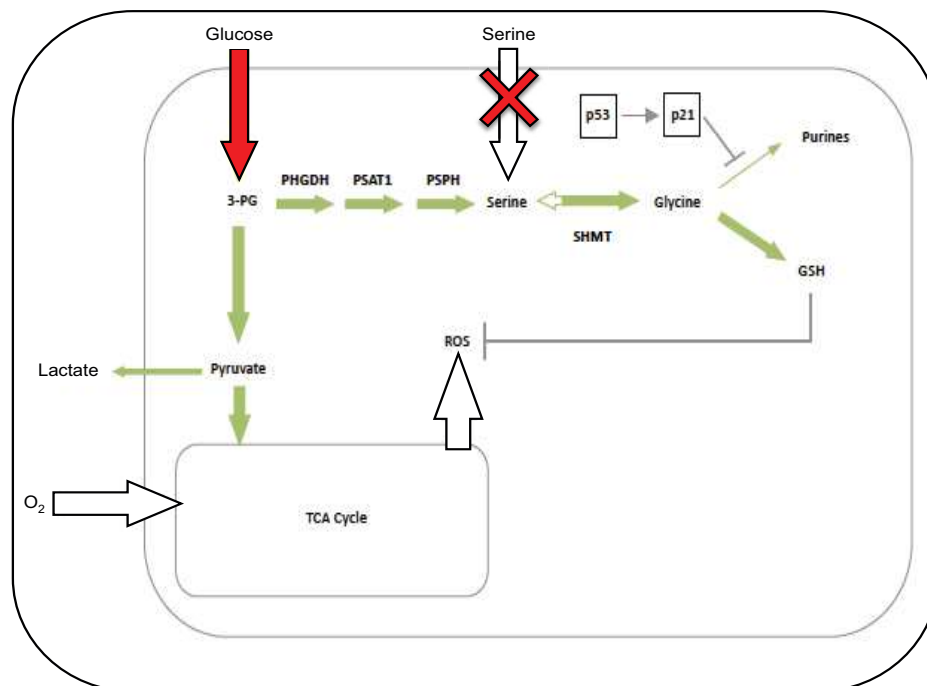 Glucose Serine
p53 p21
Purines
PHGDH PSAT1 PSPH
3-PG Serine Glycine
SHMT
GSH
ROS
Lactate Pyruvate
O₂
TCA Cycle